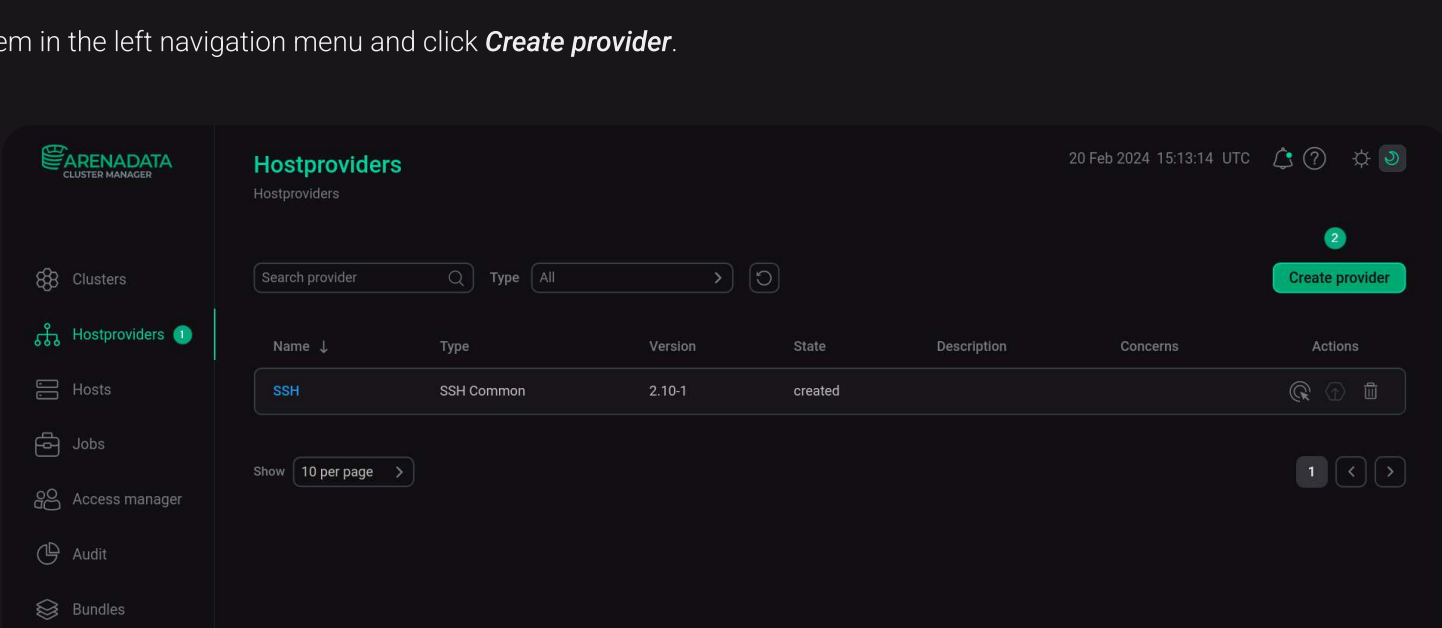 em in the left navigation menu and click Create provider.
ARENADATA
CLUSTER MANAGER
Hostproviders
Hostproviders
20 Feb 2024 15:13:14 UTC
2
Search provider
Type
All
Create provider
Clusters
Hostproviders 1
Hosts
Jobs
Access manager
Audit
Bundles
Name ↓ Type Version State Description Concerns Actions
SSH SSH Common 2.10-1 created
Show 10 per page
1